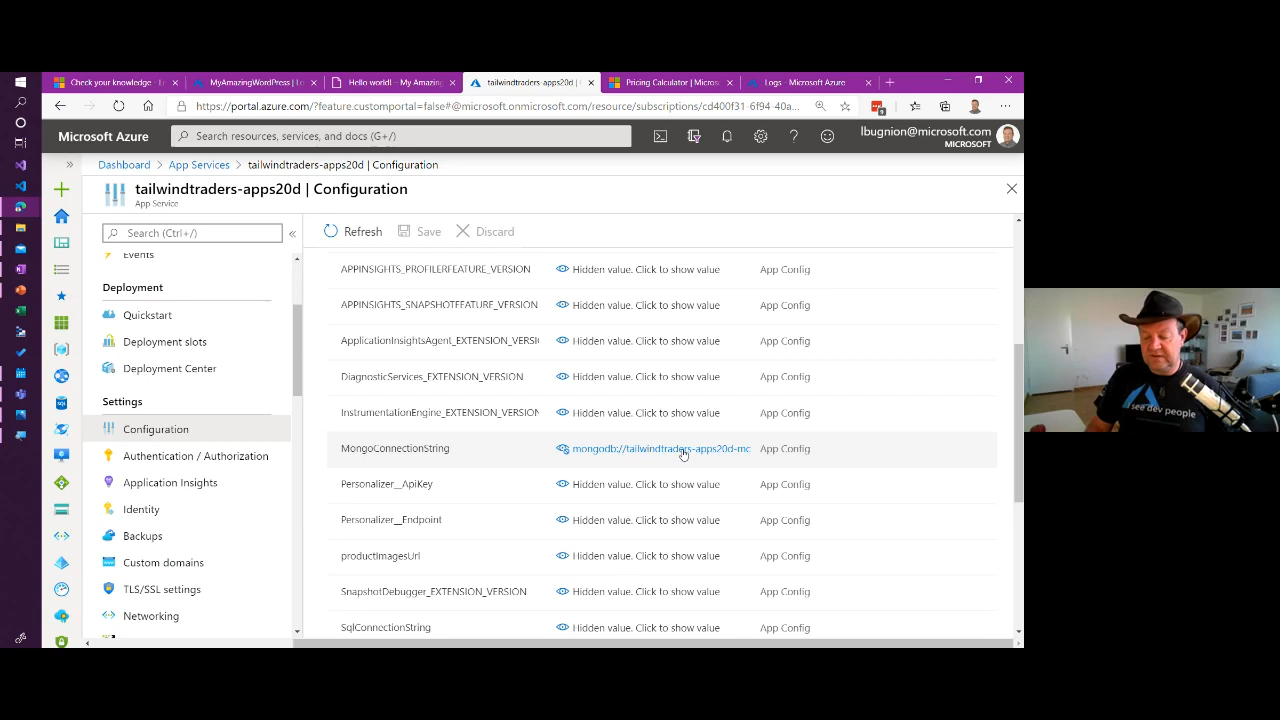 Check your knowledge - L
MyAmazingWordPress | Lo
Hello world! – My Amazing
tailwindtraders-apps20d | C
Pricing Calculator | Micros
Logs - Microsoft Azure
https://portal.azure.com/?feature.customportal=false#@microsoft.onmicrosoft.com/resource/subscriptions/cd400f31-6f94-40a...
Microsoft Azure
Search resources, services, and docs (G+/)
lbugnion@microsoft.com
MICROSOFT
Dashboard > App Services > tailwindtraders-apps20d | Configuration
tailwindtraders-apps20d | Configuration
App Service
Search (Ctrl+/)
Refresh
Save
Discard
Events
Deployment
Quickstart
Deployment slots
Deployment Center
Settings
Configuration
Authentication / Authorization
Application Insights
Identity
Backups
Custom domains
TLS/SSL settings
Networking
APPINSIGHTS_PROFILERFEATURE_VERSION Hidden value. Click to show value App Config
APPINSIGHTS_SNAPSHOTFEATURE_VERSION Hidden value. Click to show value App Config
ApplicationInsightsAgent_EXTENSION_VERSI Hidden value. Click to show value App Config
DiagnosticServices_EXTENSION_VERSION Hidden value. Click to show value App Config
InstrumentationEngine_EXTENSION_VERSION Hidden value. Click to show value App Config
MongoConnectionString mongodb://tailwindtraders-apps20d-mc App Config
Personalizer__ApiKey Hidden value. Click to show value App Config
Personalizer__Endpoint Hidden value. Click to show value App Config
productImagesUrl Hidden value. Click to show value App Config
SnapshotDebugger_EXTENSION_VERSION Hidden value. Click to show value App Config
SqlConnectionString Hidden value. Click to show value App Config
see dev people